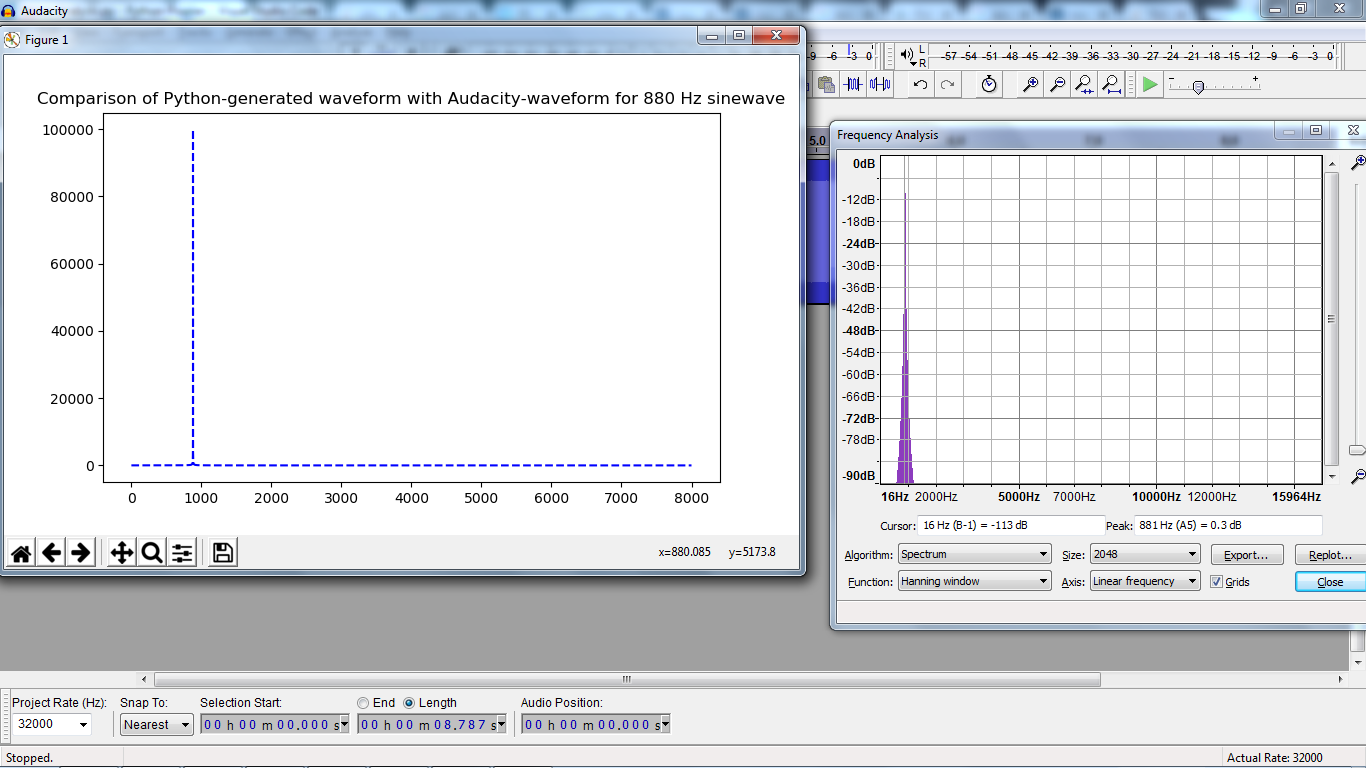 Audacity
Figure 1
Comparison of Python-generated waveform with Audacity-waveform for 880 Hz sinewave
100000
80000
60000
40000
20000
0
0 1000 2000 3000 4000 5000 6000 7000 8000
x=880.085 y=5173.8
-9 -6 -3 0
L
R
-57 -54 -51 -48 -45 -42 -39 -36 -33 -30 -27 -24 -21 -18 -15 -12 -9 -6 -3 0
- +
5.0
Frequency Analysis
0dB
-12dB
-18dB
-24dB
-30dB
-36dB
-42dB
-48dB
-54dB
-60dB
-66dB
-72dB
-78dB
-90dB
16Hz 2000Hz 5000Hz 7000Hz 10000Hz 12000Hz 15964Hz
Cursor: 16 Hz (B-1) = -113 dB Peak: 881 Hz (A5) = 0.3 dB
Algorithm: Spectrum Size: 2048 Export... Replot...
Function: Hanning window Axis: Linear frequency Grids Close
Project Rate (Hz): Snap To: Selection Start: End Length Audio Position:
32000 Nearest 00 h 00 m 00.000 s 00 h 00 m 08.787 s 00 h 00 m 00.000 s
Stopped. Actual Rate: 32000